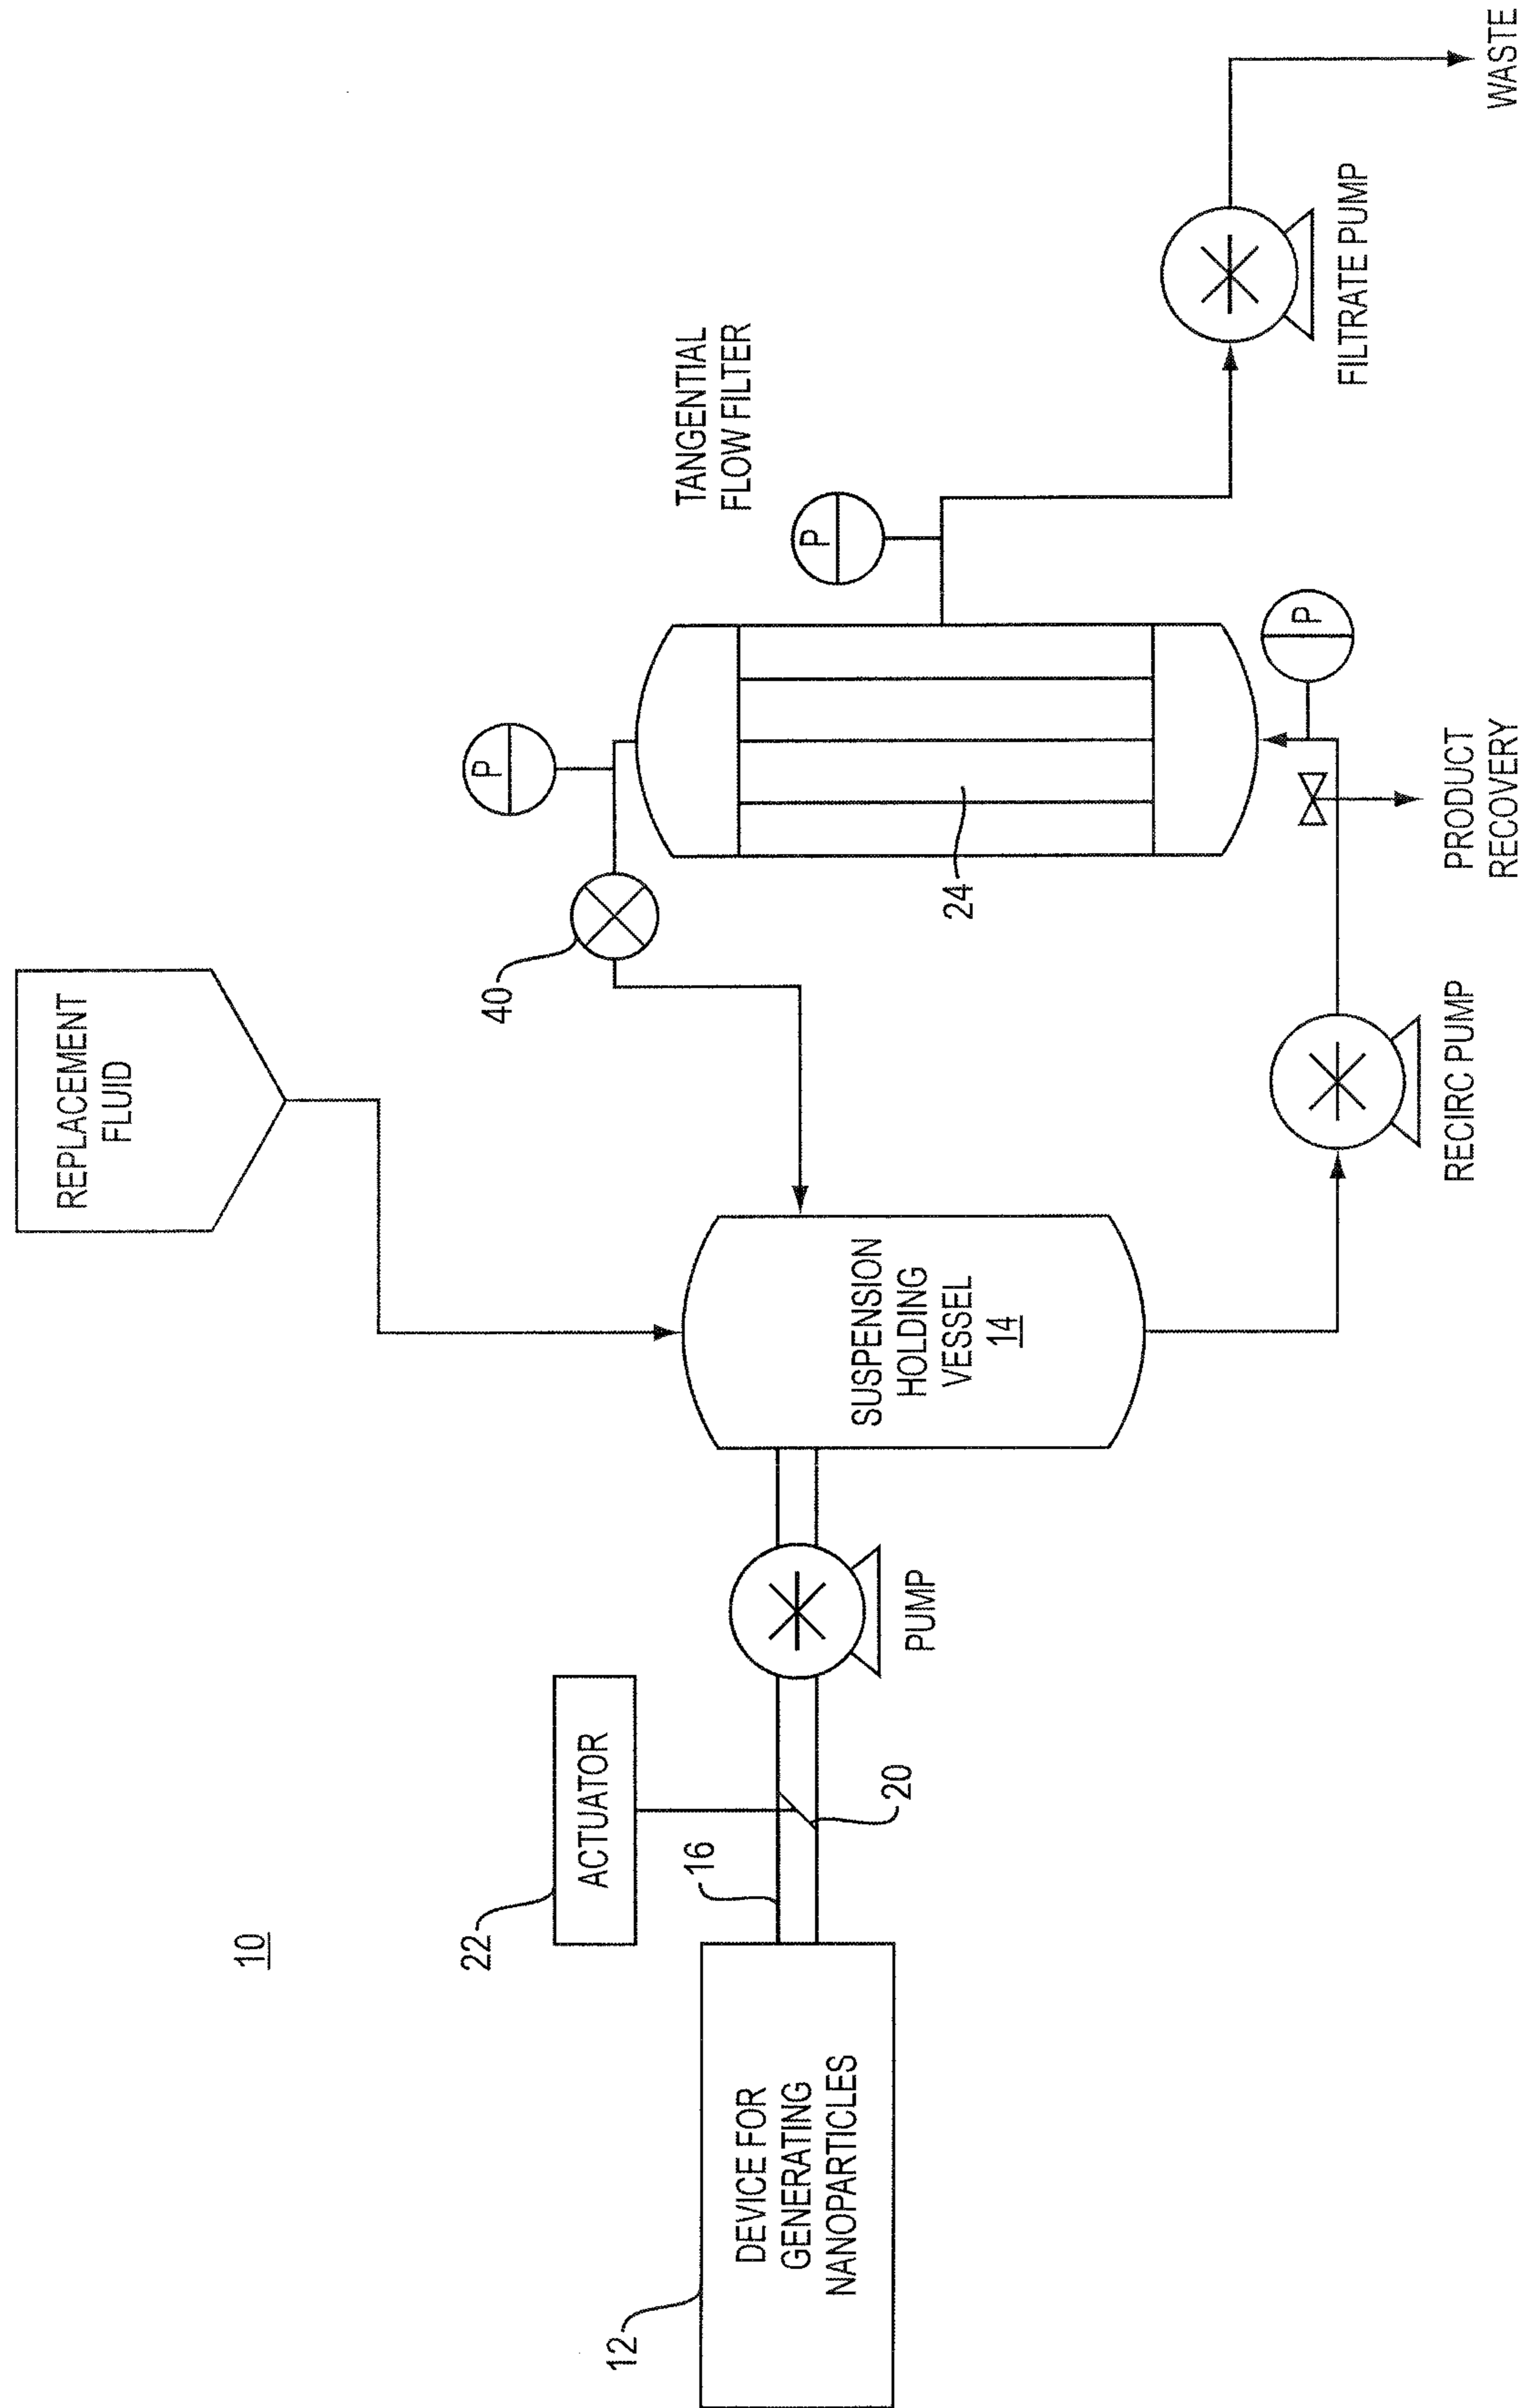 10
REPLACEMENT
FLUID
22
ACTUATOR
40
P
TANGENTIAL
FLOW FILTER
P
12
DEVICE FOR
GENERATING
NANOPARTICLES
16
20
PUMP
SUSPENSION
HOLDING
VESSEL
14
24
P
FILTRATE PUMP
RECIRC PUMP
PRODUCT
RECOVERY
WASTE